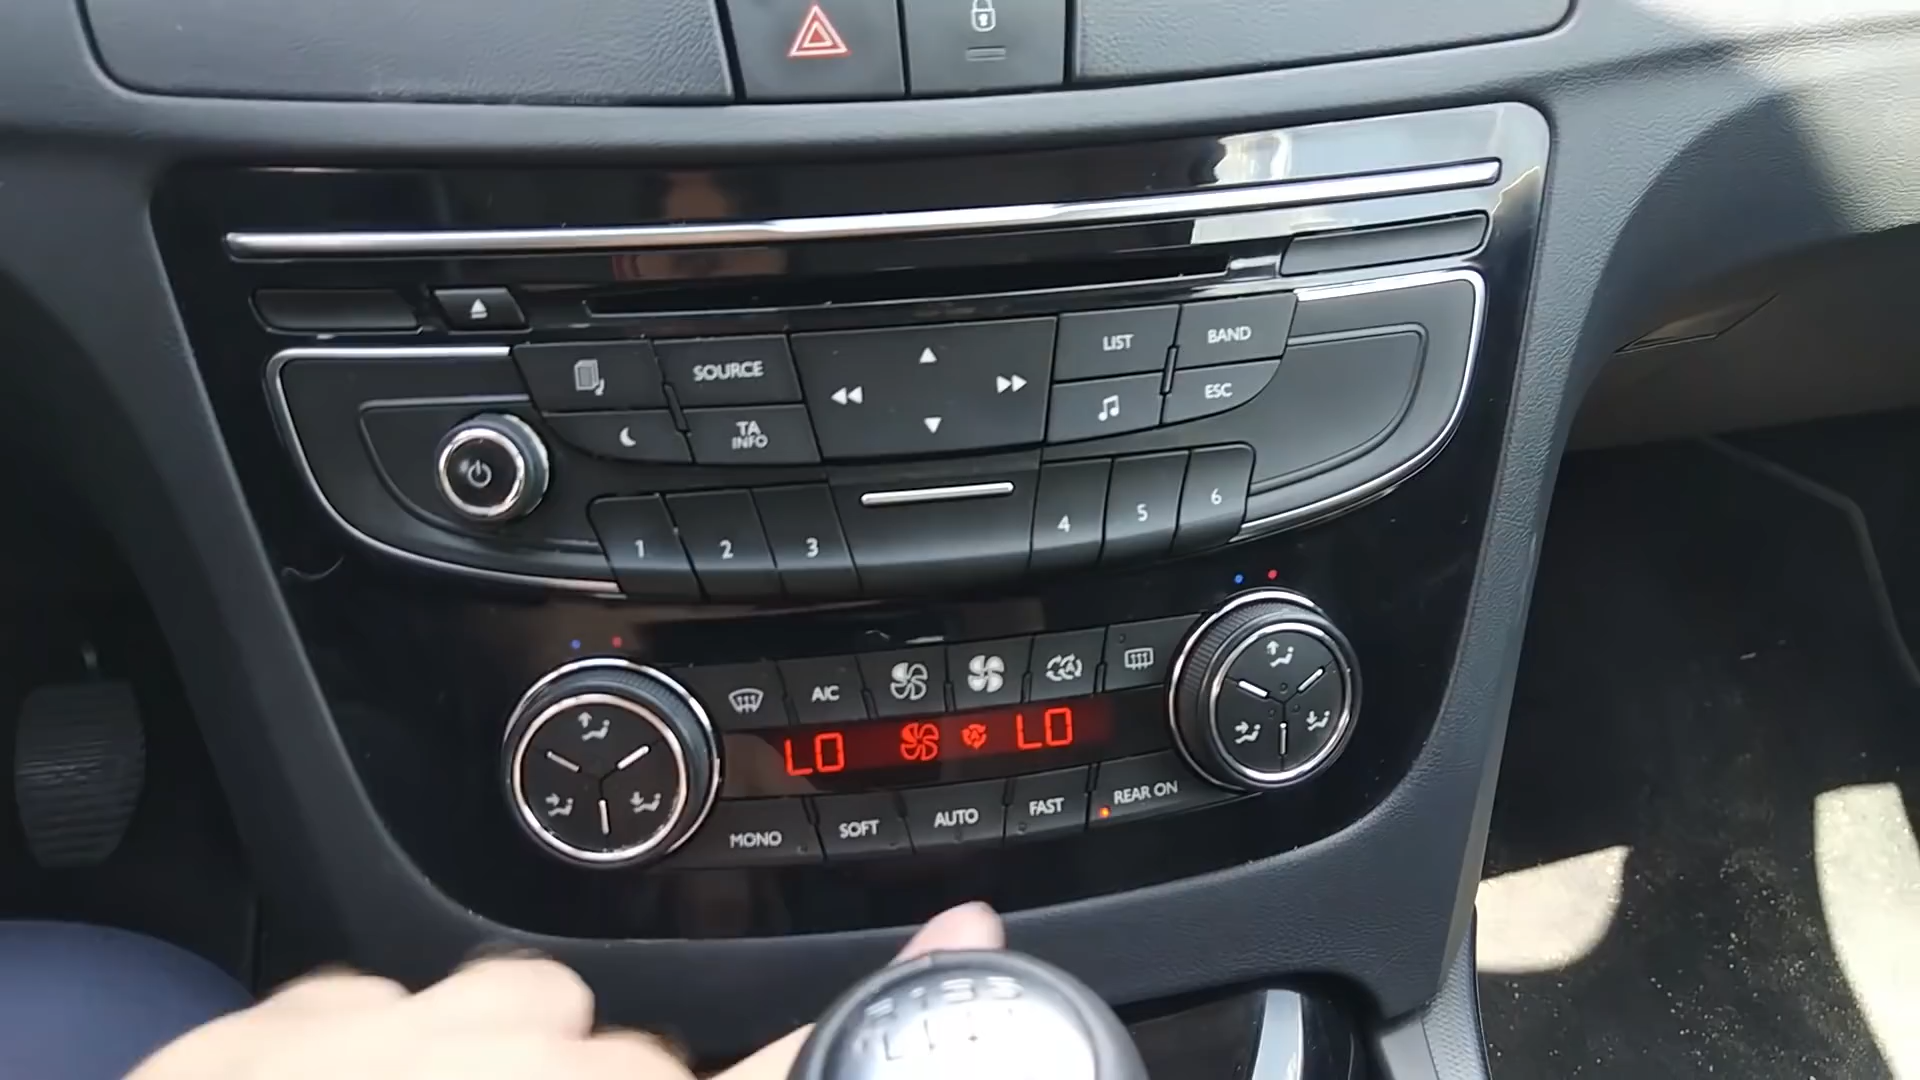 SOURCE
LIST
BAND
TA
INFO
ESC
1
2
3
4
5
6
A/C
A
LO
A
LO
MONO
SOFT
AUTO
FAST
REAR ON